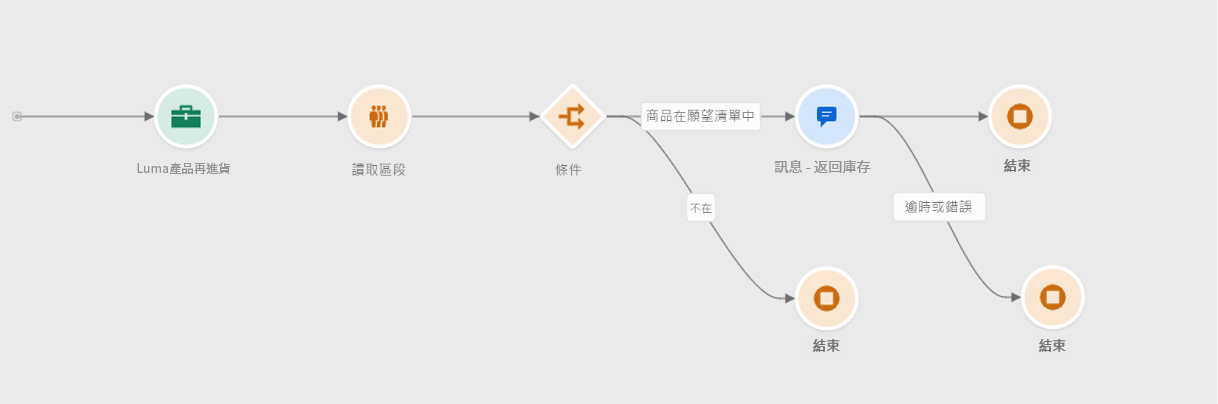 商品在願望清單中
Luma產品再進貨
讀取區段
條件
訊息 - 返回庫存
結束
不在
逾時或錯誤
結束
結束